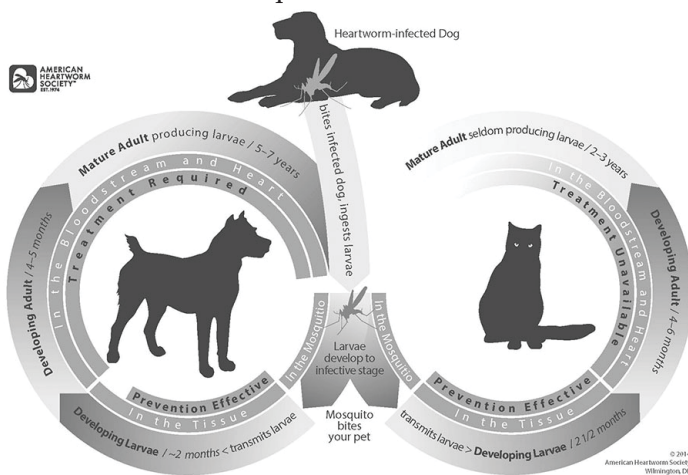 Heartworm-infected Dog
AMERICAN
HEARTWORM
SOCIETY
EST. 1974
bites infected dog, ingests larvae
Mature Adult producing larvae / 5–7 years
In the Bloodstream and Heart
Treatment Required
Developing Adult / 4–5 months
Prevention Effective
In the Tissue
Developing Larvae / ~2 months < transmits larvae
In the Mosquitio
Larvae
develop to
infective stage
In the Mosquitio
Mosquito
bites
your pet
Mature Adult seldom producing larvae / 2–3 years
In the Bloodstream and Heart
Treatment Unavailable
Developing Adult / 4–6 months
Prevention Effective
In the Tissue
transmits larvae > Developing Larvae / 2 1/2 months
American Heartworm Society